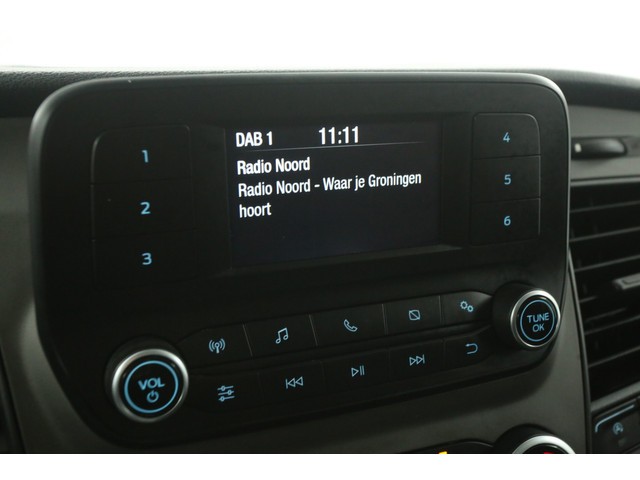 DAB 1 11:11
Radio Noord
Radio Noord - Waar je Groningen
hoort
1
2
3
4
5
6
VOL
TUNE
OK